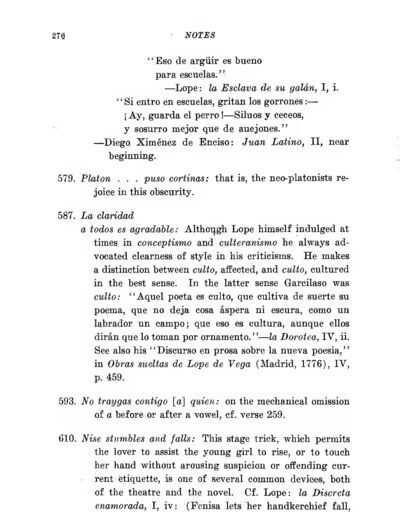 276 NOTES
“Eso de argüir es bueno
para escuelas.”
—Lope: la Esclava de su galán, I, i.
“Si entro en escuelas, gritan los gorrones:—
¡Ay, guarda el perro!—Siluos y ceceos,
y sosurro mejor que de auejones.”
—Diego Ximénez de Enciso: Juan Latino, II, near
beginning.
579. Platon . . . puso cortinas: that is, the neo-platonists re-
joice in this obscurity.
587. La claridad
a todos es agradable: Although Lope himself indulged at
times in conceptismo and culteranismo he always ad-
vocated clearness of style in his criticisms. He makes
a distinction between culto, affected, and culto, cultured
in the best sense. In the latter sense Garcilaso was
culto: “Aquel poeta es culto, que cultiva de suerte su
poema, que no deja cosa áspera ni escura, como un
labrador un campo; que eso es cultura, aunque ellos
dirán que lo toman por ornamento.”—la Dorotea, IV, ii.
See also his “Discurso en prosa sobre la nueva poesia,”
in Obras sueltas de Lope de Vega (Madrid, 1776), IV,
p. 459.
593. No traygas contigo [a] quien: on the mechanical omission
of a before or after a vowel, cf. verse 259.
610. Nise stumbles and falls: This stage trick, which permits
the lover to assist the young girl to rise, or to touch
her hand without arousing suspicion or offending cur-
rent étiquette, is one of several common devices, both
of the theatre and the novel. Cf. Lope: la Discreta
enamorada, I, iv: (Fenisa lets her handkerchief fall,